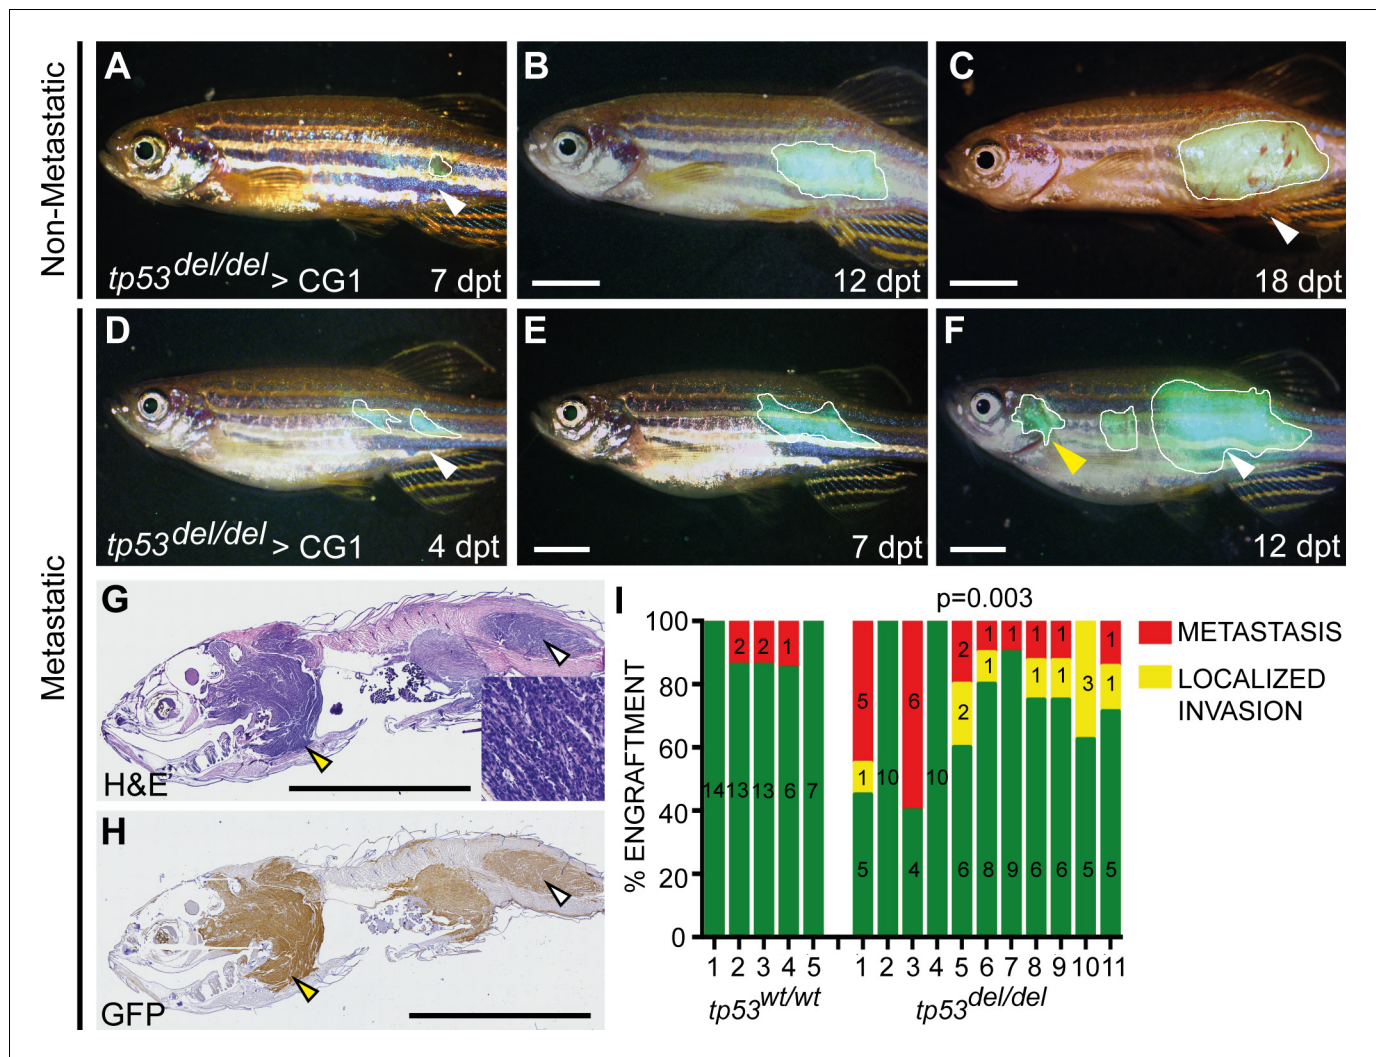 Non-Metastatic
A
tp53del/del > CG1
7 dpt
B
12 dpt
C
18 dpt
Metastatic
D
tp53del/del > CG1
4 dpt
E
7 dpt
F
12 dpt
G
H&E
H
GFP
I
p=0.003
% ENGRAFTMENT
100
80
60
40
20
0
14 2 13 2 13 1 6 7
5 1 5 10 6 4 10 2 2 6 1 1 8 1 9 1 1 6 1 1 6 3 5 1 1 5
METASTASIS
LOCALIZED
INVASION
1 2 3 4 5 1 2 3 4 5 6 7 8 9 10 11
tp53wt/wt tp53del/del